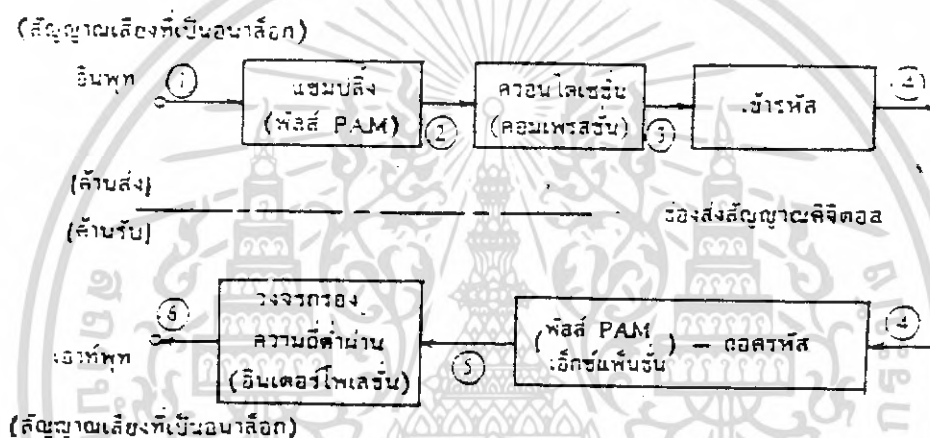 (สัญญาณเสียงที่เป็นอนาล็อก)
อินพุท ① แซมปลิ้ง ควอนไตเซชั่น เข้ารหัส ④
(พัลส์ PAM) ② (คอมเพรสชั่น) ③
[ด้านส่ง]
ช่องส่งสัญญาณดิจิตอล
[ด้านรับ]
⑥ วงจรกรอง
ความถี่ต่ำผ่าน
(อินเตอร์โพเลชั่น)
เอาท์พุท
⑤
(พัลส์ PAM
เอ็กซ์แพ็นชั่น) — ถอดรหัส
④
(สัญญาณเสียงที่เป็นอนาล็อก)